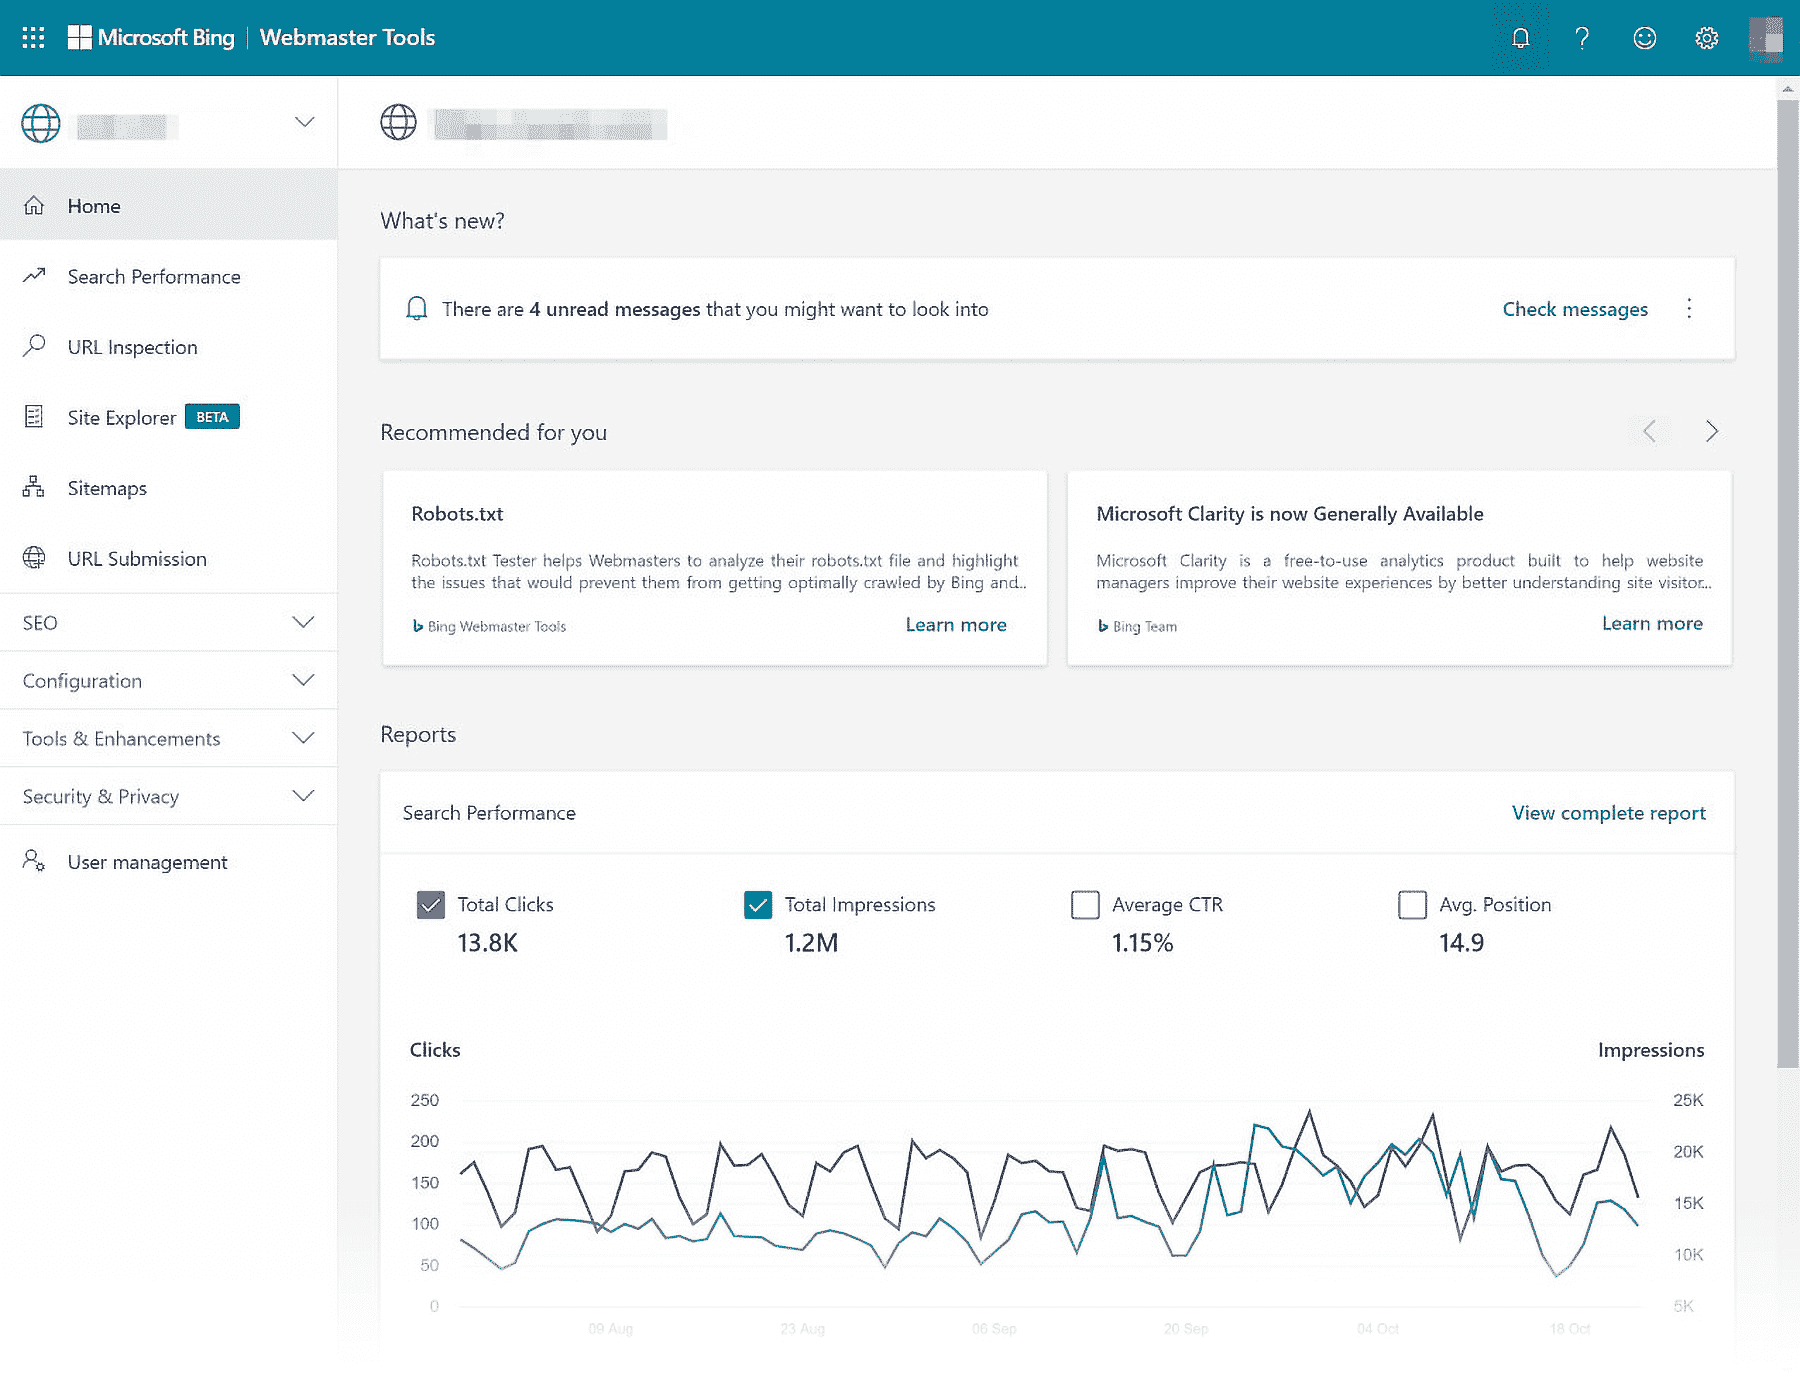 Microsoft Bing | Webmaster Tools
Home
Search Performance
URL Inspection
Site Explorer BETA
Sitemaps
URL Submission
SEO
Configuration
Tools & Enhancements
Security & Privacy
User management
What's new?
There are 4 unread messages that you might want to look into
Check messages
Recommended for you
Robots.txt
Robots.txt Tester helps Webmasters to analyze their robots.txt file and highlight
the issues that would prevent them from getting optimally crawled by Bing and..
Bing Webmaster Tools
Learn more
Microsoft Clarity is now Generally Available
Microsoft Clarity is a free-to-use analytics product built to help website
managers improve their website experiences by better understanding site visitor...
Bing Team
Learn more
Reports
Search Performance
View complete report
Total Clicks
13.8K
Total Impressions
1.2M
Average CTR
1.15%
Avg. Position
14.9
Clicks
Impressions
250
200
150
100
50
0
25K
20K
15K
10K
5K
09 Aug
23 Aug
06 Sep
20 Sep
04 Oct
18 Oct